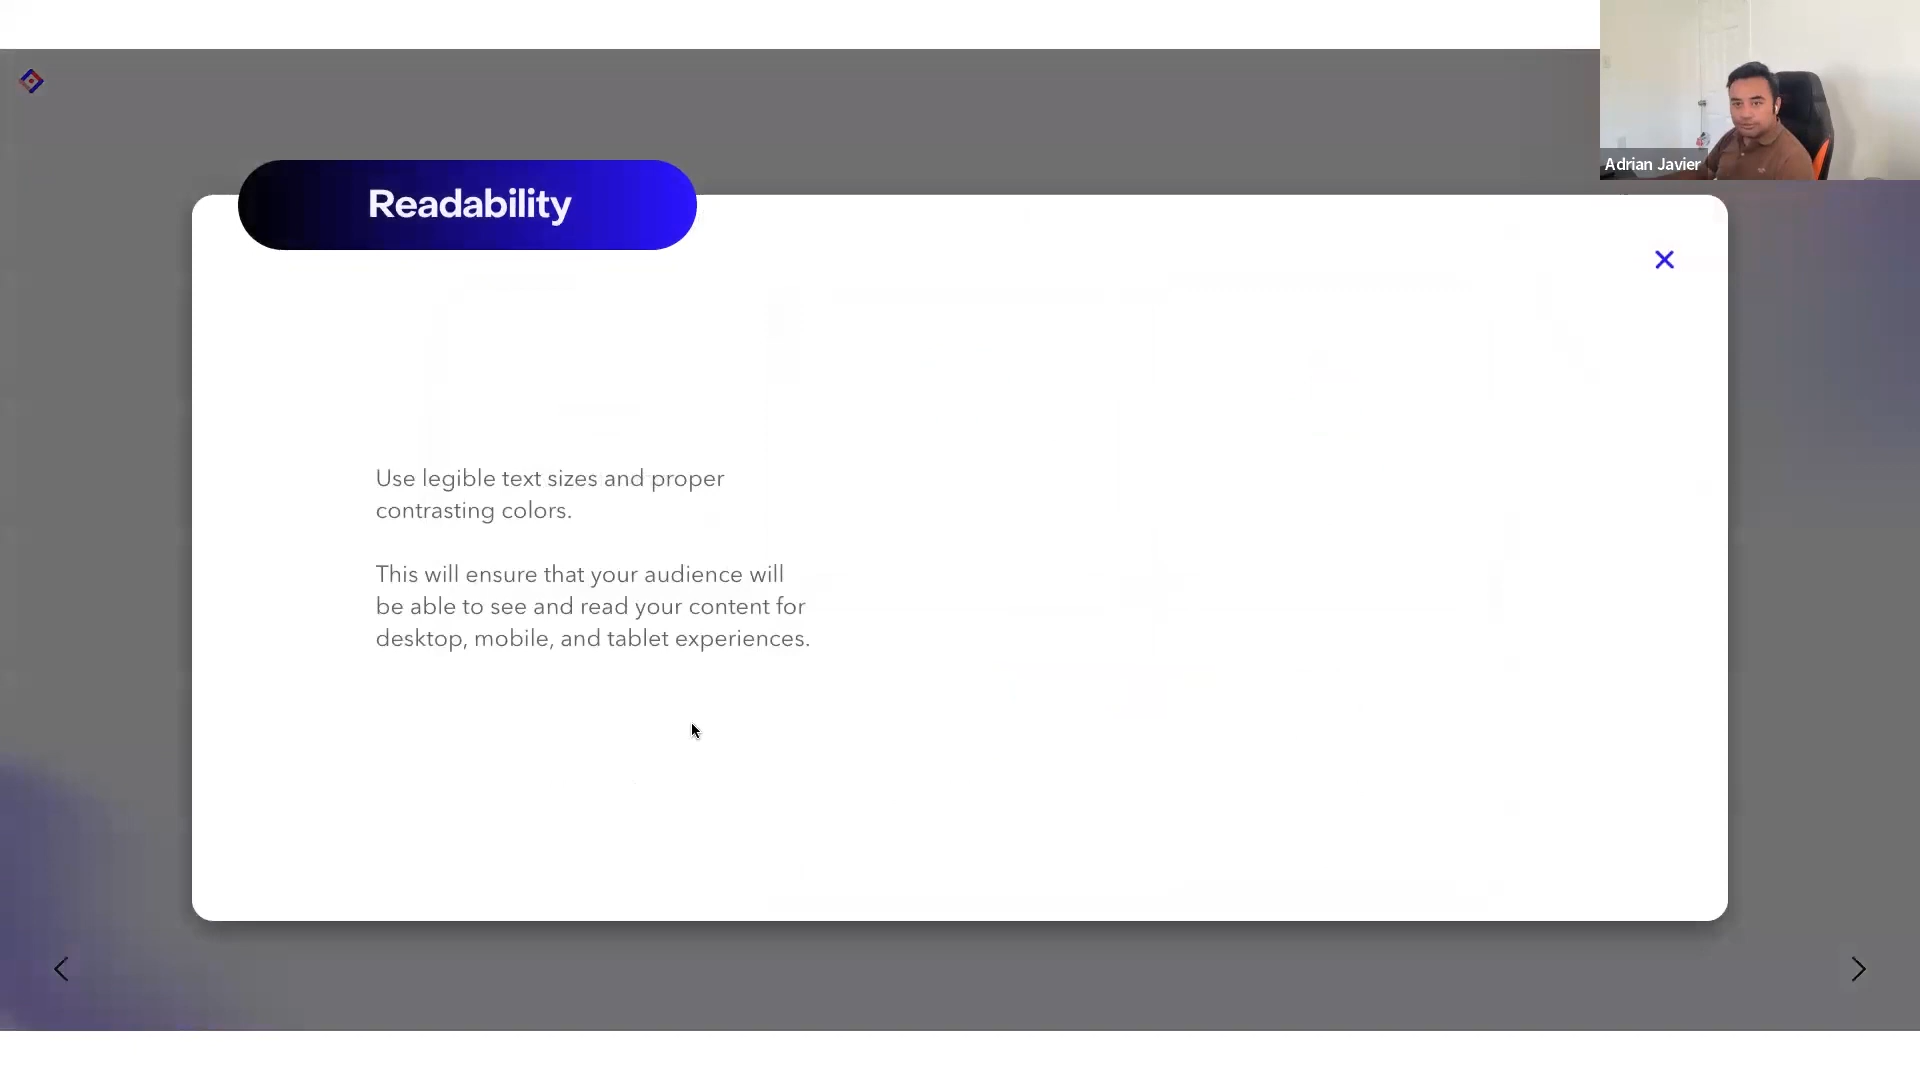 Adrian Javier
Readability
Use legible text sizes and proper
contrasting colors.
This will ensure that your audience will
be able to see and read your content for
desktop, mobile, and tablet experiences.